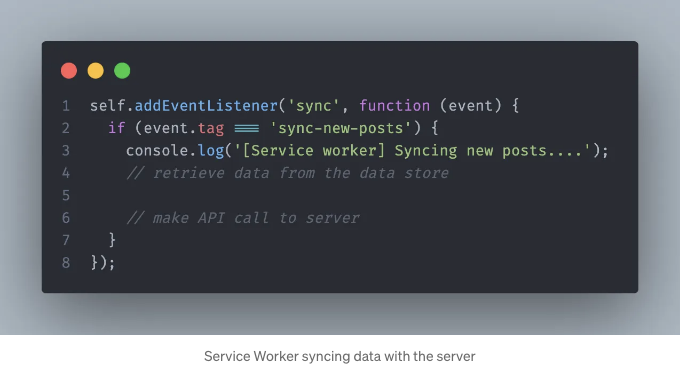 1 self.addEventListener('sync', function (event) {
2   if (event.tag === 'sync-new-posts') {
3     console.log('[Service worker] Syncing new posts....');
4     // retrieve data from the data store
5
6     // make API call to server
7   }
8 });
Service Worker syncing data with the server